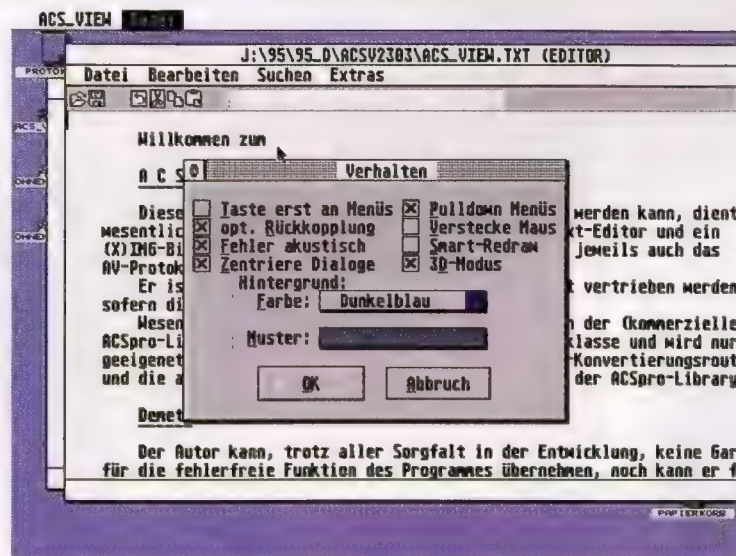 ACS_VIEW
J:\95\95_D\ACSV2303\ACS_VIEW.TXT (EDITOR)
Datei Bearbeiten Suchen Extras
Willkommen zum
A C S
Verhalten
Taste erst an Menüs
Pulldown Menüs
opt. Rückkopplung
Verstecke Maus
Fehler akustisch
Smart-Redraw
Zentriere Dialoge
3D-Modus
Hintergrund:
Farbe: Dunkelblau
Muster:
OK
Abbruch
Diese werden kann, dient
wesentlic xt-Editor und ein
(X)IMG-Bi jeweils auch das
AV-Protok
Er is t vertrieben werden
sofern di
Wesen n der (kommerzielle
ACSpro-Li klasse und wird nur
geeignet -Konvertierungsrout
und die a der ACSpro-Library
Demet
Der Autor kann, trotz aller Sorgfalt in der Entwicklung, keine Gar
für die fehlerfreie Funktion des Programmes übernehmen, noch kann er f
PAPIERKORB